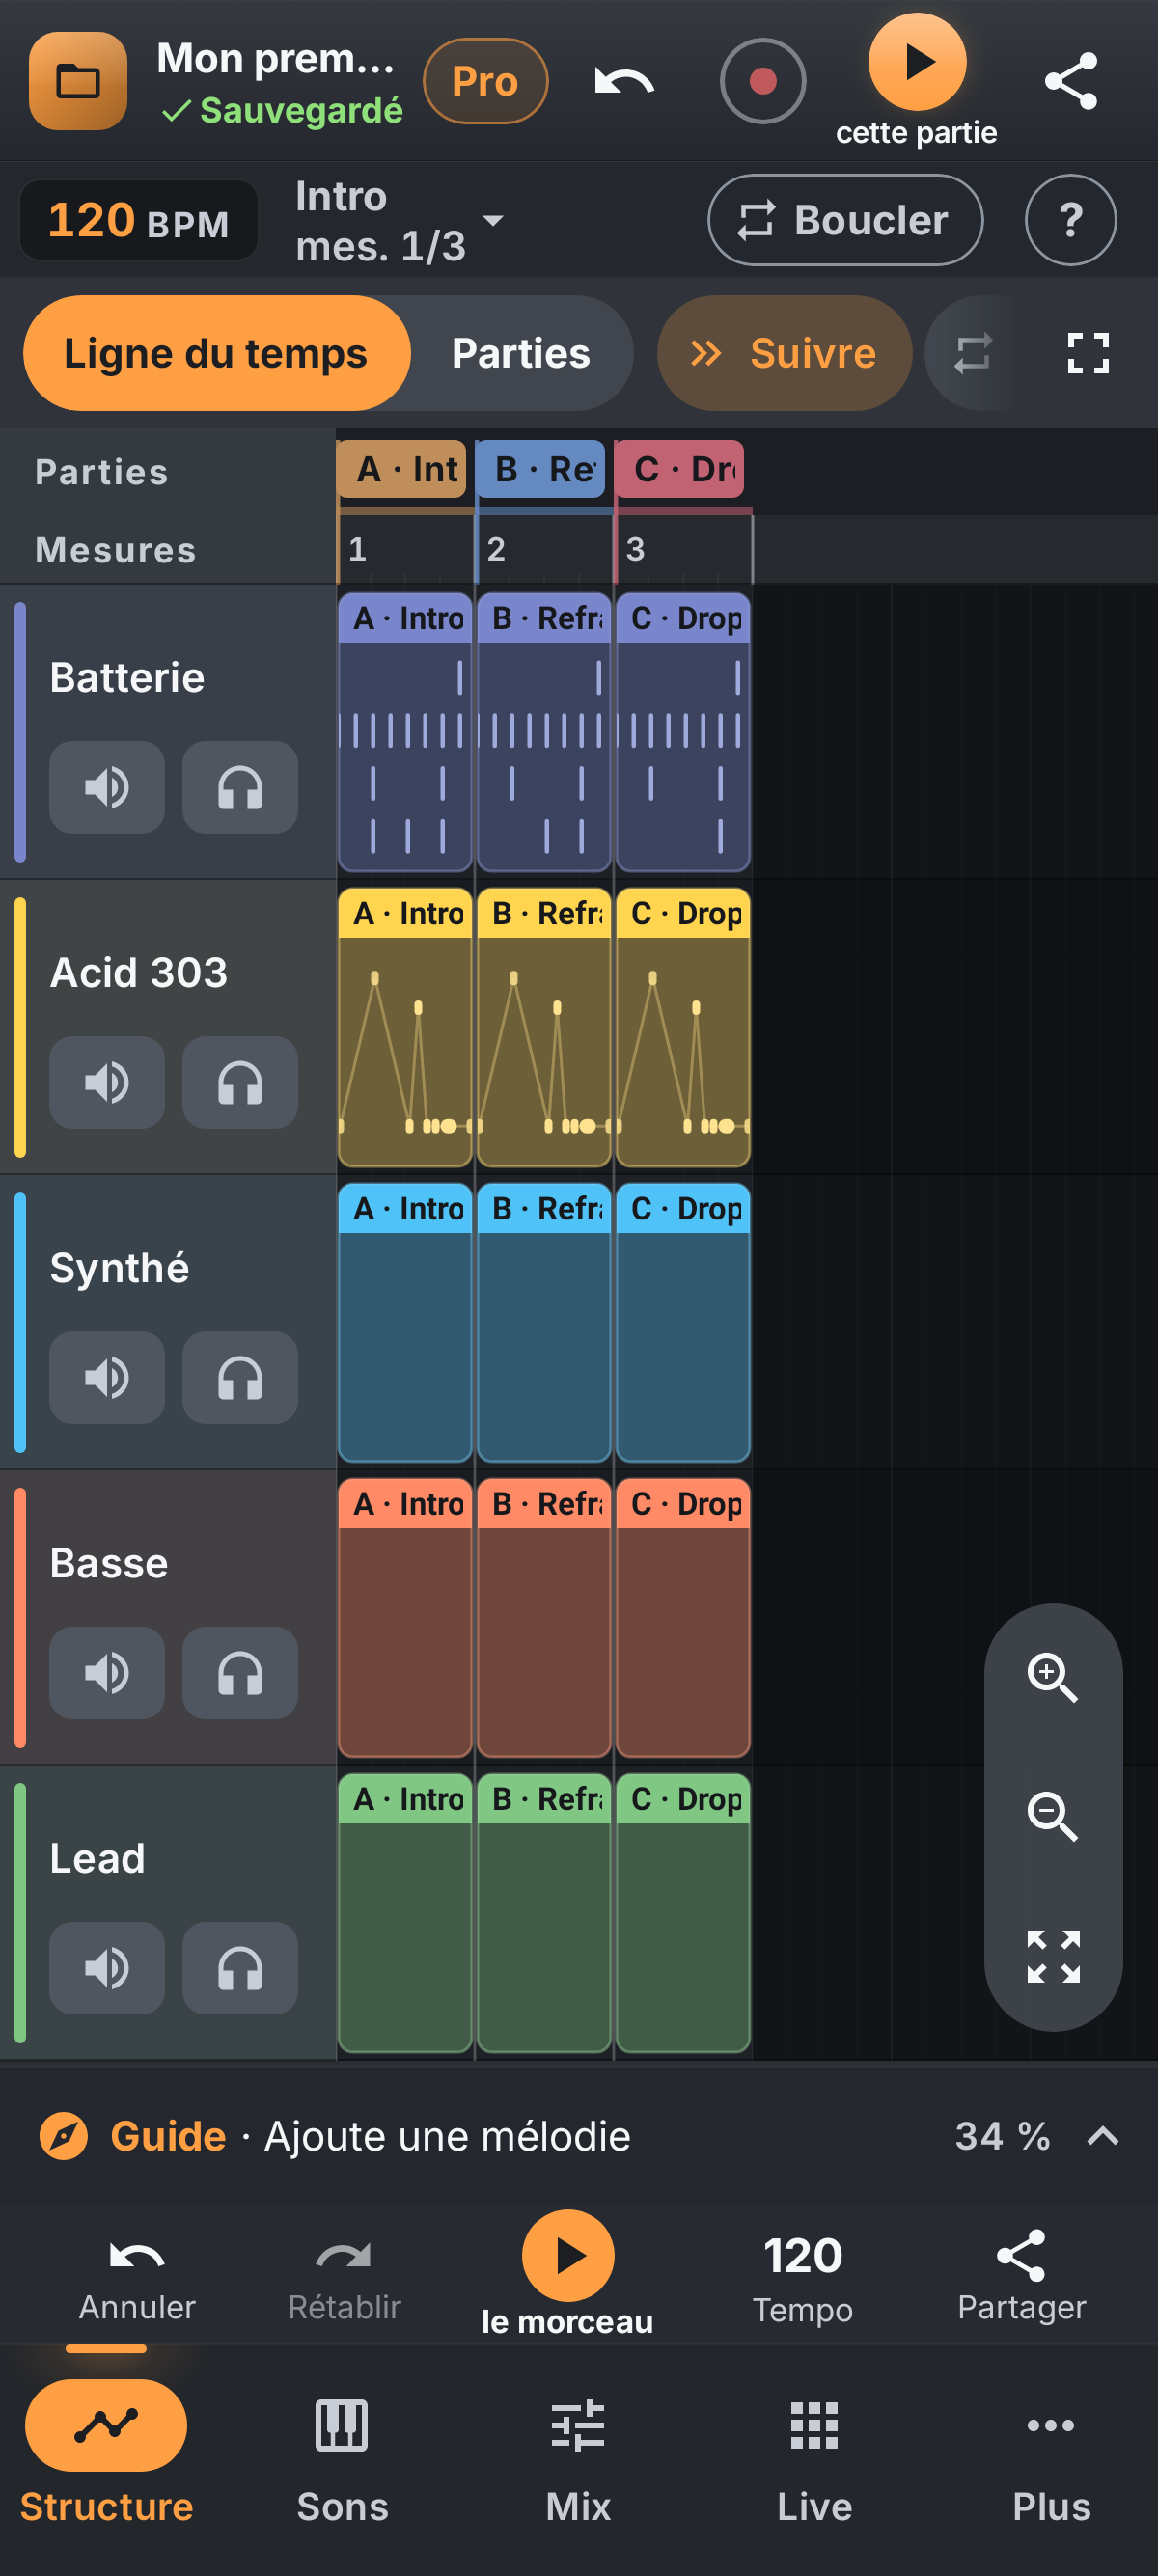 Mon prem...
Sauvegardé
Pro
cette partie
120 BPM
Intro
mes. 1/3
Boucler
?
Ligne du temps
Parties
Suivre
Parties
A · Int
B · Re
C · Dr
Mesures
1
2
3
Batterie
A · Intro
B · Refr
C · Drop
Acid 303
A · Intro
B · Refr
C · Drop
Synthé
A · Intro
B · Refr
C · Drop
Basse
A · Intro
B · Refr
C · Drop
Lead
A · Intro
B · Refr
C · Drop
Guide · Ajoute une mélodie
34 %
Annuler
Rétablir
le morceau
120
Tempo
Partager
Structure
Sons
Mix
Live
Plus